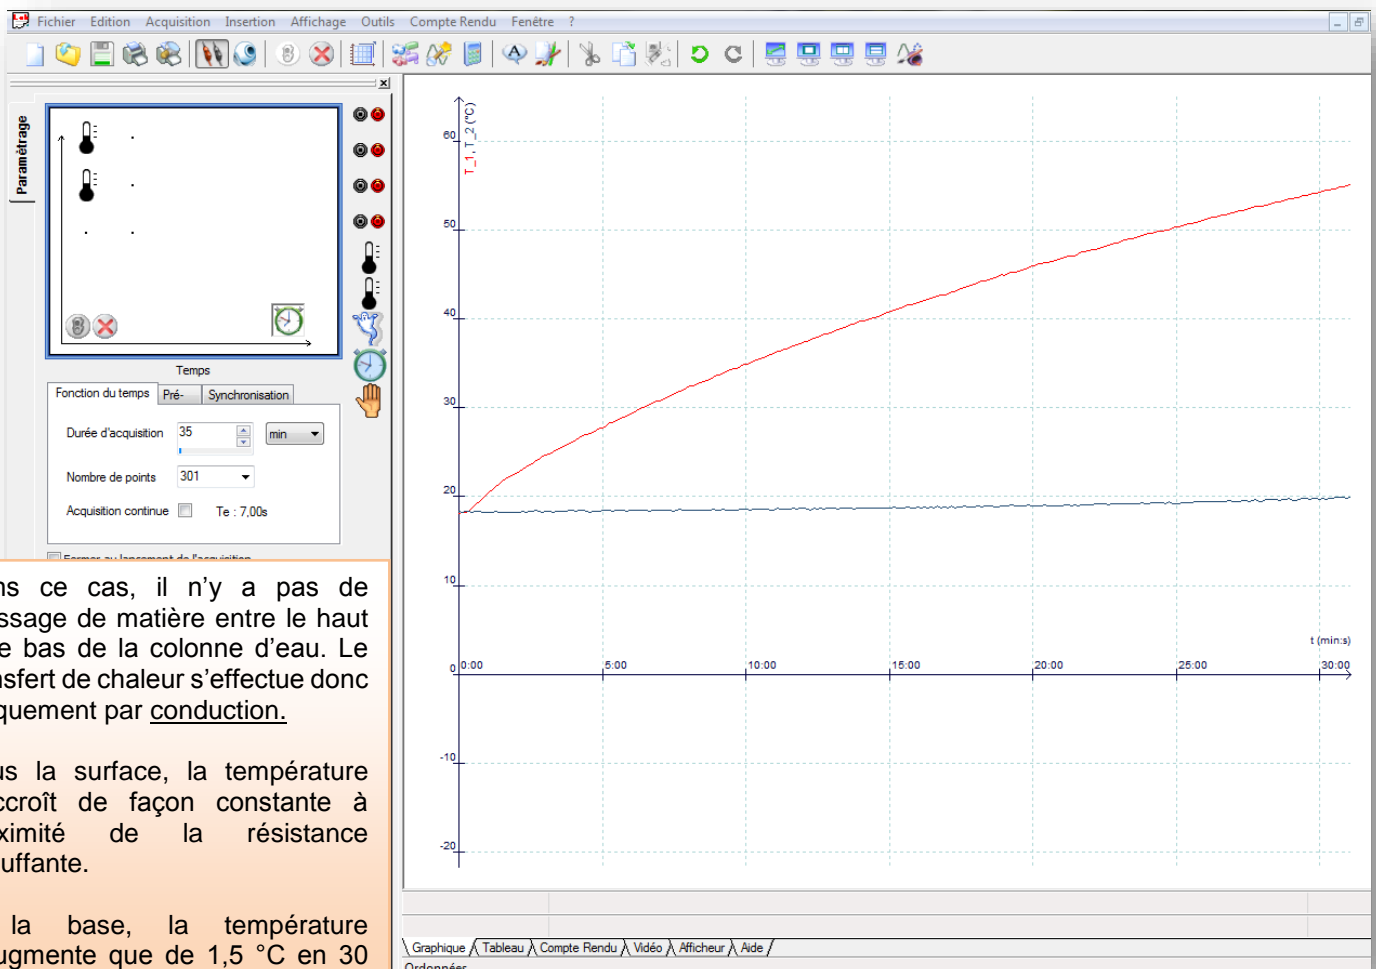 Fichier Edition Acquisition Insertion Affichage Outils Compte Rendu Fenêtre ?
Paramétrage
Temps
Fonction du temps Pré- Synchronisation
Durée d'acquisition 35 min
Nombre de points 301
Acquisition continue Te : 7,00s
Fermer au lancement de l'acquisition
ns ce cas, il n'y a pas de
ssage de matière entre le haut
e bas de la colonne d'eau. Le
nsfert de chaleur s'effectue donc
quement par conduction.
us la surface, la température
ccroît de façon constante à
ximité de la résistance
uffante.
la base, la température
ugmente que de 1,5 °C en 30
T_1, T_2 (°C)
60
50
40
30
20
10
t (min:s)
0 0:00 5:00 10:00 15:00 20:00 25:00 30:00
-10
-20
Graphique Tableau Compte Rendu Vidéo Afficheur Aide
Ordonnées